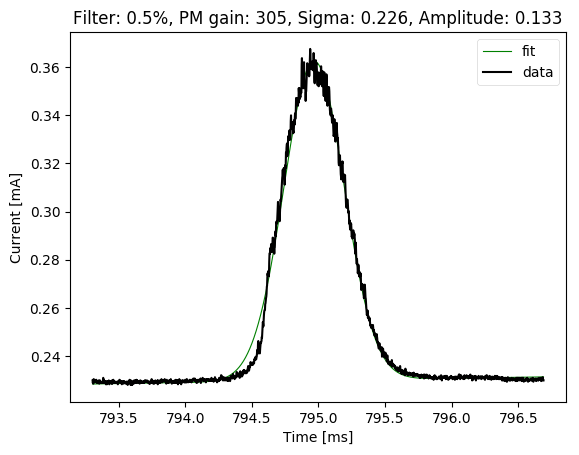 Filter: 0.5%, PM gain: 305, Sigma: 0.226, Amplitude: 0.133
fit
data
0.36
0.34
0.32
0.30
0.28
0.26
0.24
Current [mA]
793.5 794.0 794.5 795.0 795.5 796.0 796.5
Time [ms]